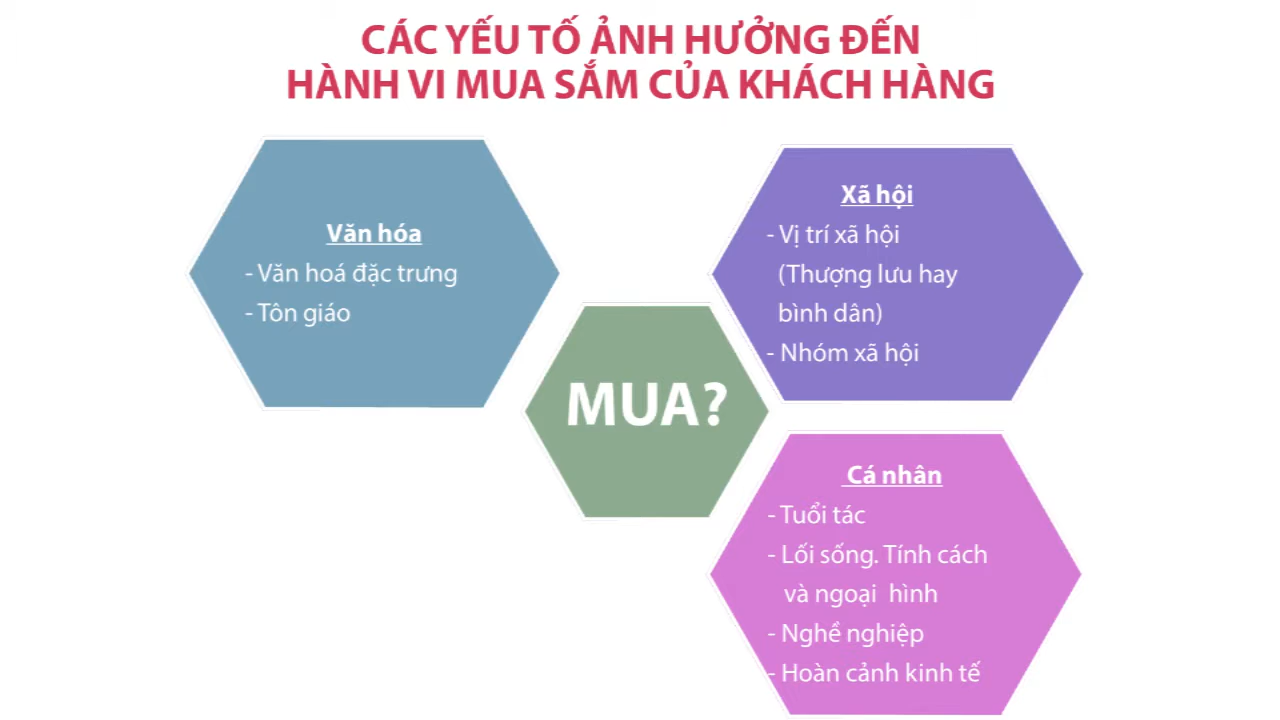 CÁC YẾU TỐ ẢNH HƯỞNG ĐẾN
HÀNH VI MUA SẮM CỦA KHÁCH HÀNG
Văn hóa
- Văn hoá đặc trưng
- Tôn giáo
Xã hội
- Vị trí xã hội
(Thượng lưu hay
bình dân)
- Nhóm xã hội
MUA?
Cá nhân
- Tuổi tác
- Lối sống. Tính cách
và ngoại hình
- Nghề nghiệp
- Hoàn cảnh kinh tế